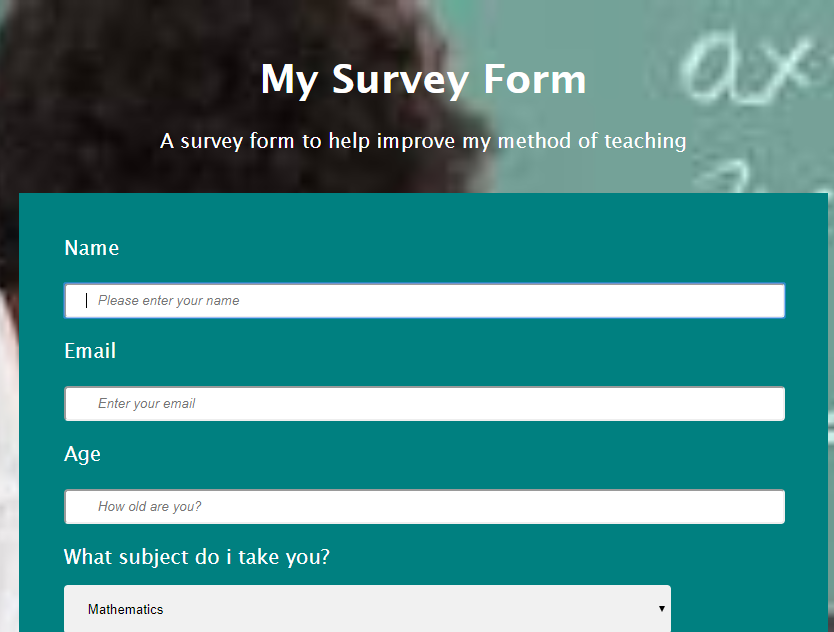 My Survey Form
A survey form to help improve my method of teaching
Name
Please enter your name
Email
Enter your email
Age
How old are you?
What subject do i take you?
Mathematics
ax